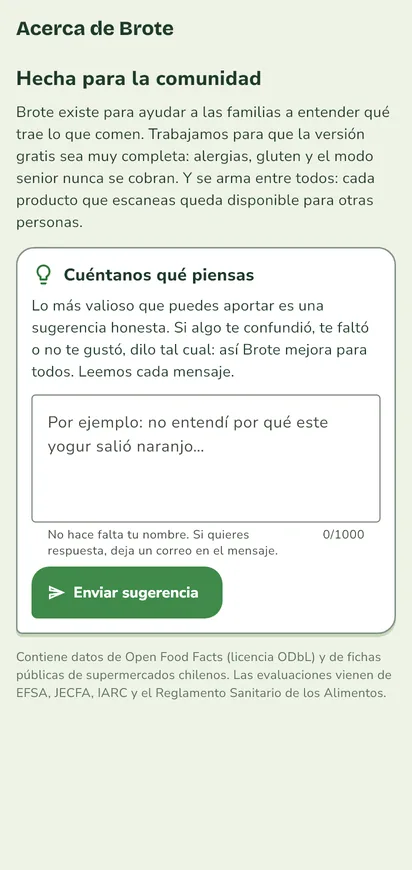 Acerca de Brote
Hecha para la comunidad
Brote existe para ayudar a las familias a entender qué
trae lo que comen. Trabajamos para que la versión
gratis sea muy completa: alergias, gluten y el modo
senior nunca se cobran. Y se arma entre todos: cada
producto que escaneas queda disponible para otras
personas.
Cuéntanos qué piensas
Lo más valioso que puedes aportar es una
sugerencia honesta. Si algo te confundió, te faltó
o no te gustó, dilo tal cual: así Brote mejora para
todos. Leemos cada mensaje.
Por ejemplo: no entendí por qué este
yogur salió naranjo...
No hace falta tu nombre. Si quieres
respuesta, deja un correo en el mensaje.
0/1000
Enviar sugerencia
Contiene datos de Open Food Facts (licencia ODbL) y de fichas
públicas de supermercados chilenos. Las evaluaciones vienen de
EFSA, JECFA, IARC y el Reglamento Sanitario de los Alimentos.